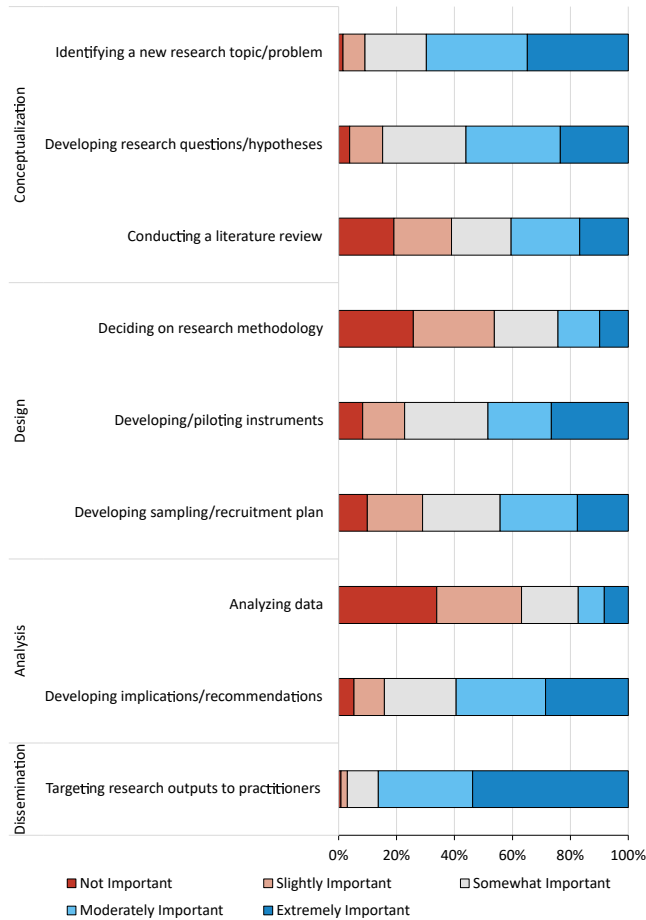 Conceptualization
Identifying a new research topic/problem
Developing research questions/hypotheses
Conducting a literature review
Design
Deciding on research methodology
Developing/piloting instruments
Developing sampling/recruitment plan
Analysis
Analyzing data
Developing implications/recommendations
Dissemination
Targeting research outputs to practitioners
0% 20% 40% 60% 80% 100%
Not Important Slightly Important Somewhat Important
Moderately Important Extremely Important